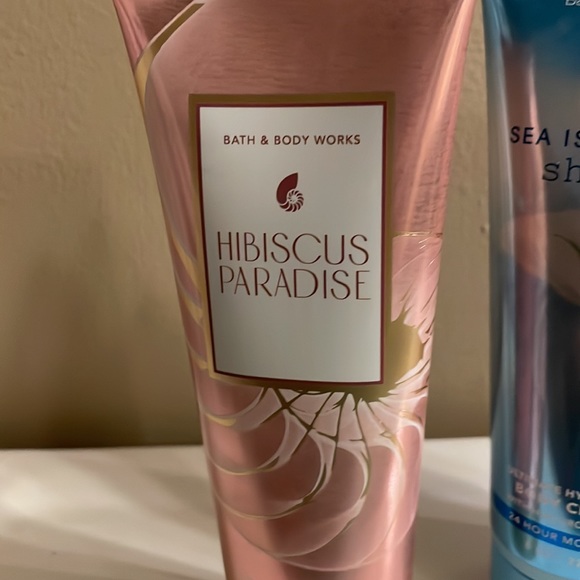 BATH & BODY WORKS
HIBISCUS
PARADISE
SEA IS
sh
24 HOUR MO